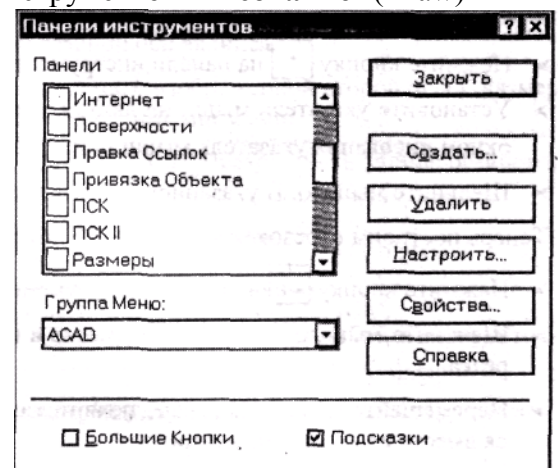 Панели инструментов
Панели
Интернет
Поверхности
Правка Ссылок
Привязка Объекта
ПСК
ПСК II
Размеры
Группа Меню:
ACAD
Закрыть
Создать...
Удалить
Настроить...
Свойства...
Справка
Большие Кнопки
Подсказки